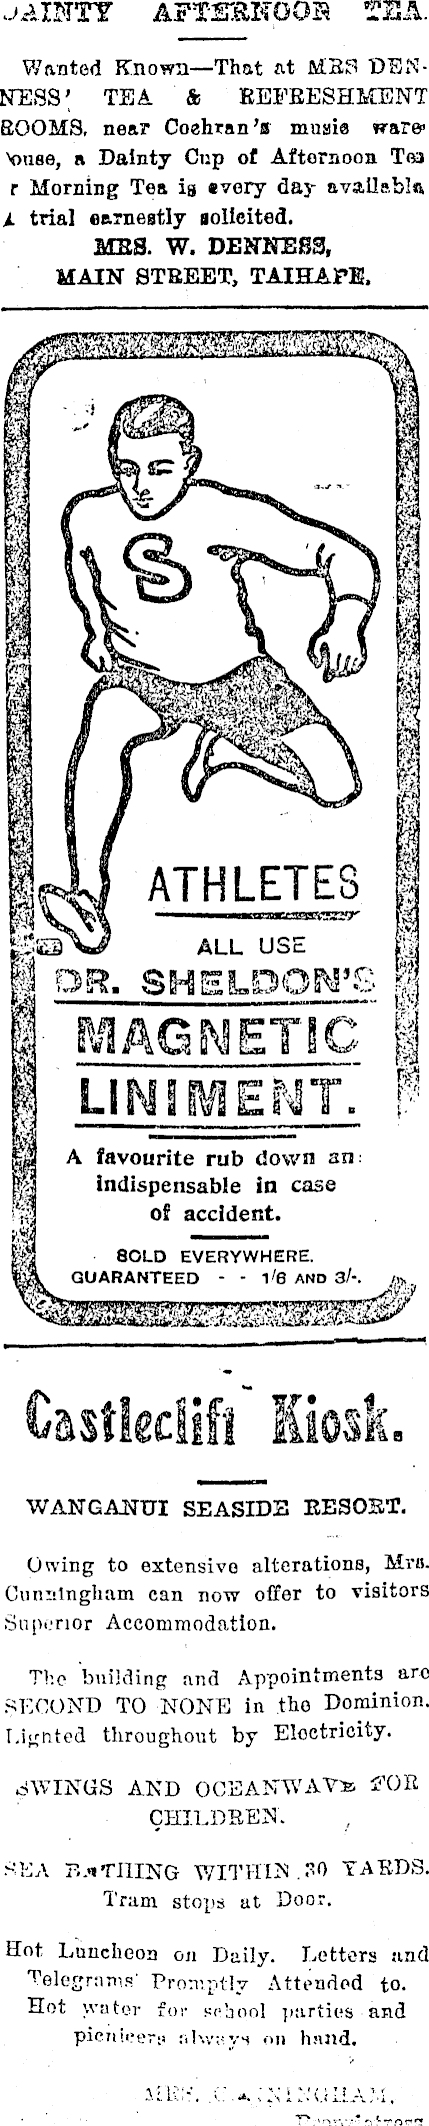 DAINTY AFTERNOON TEA.
Wanted Known—That at MRS DEN-
NESS' TEA & REFRESHMENT
ROOMS, near Cochran's music ware-
house, a Dainty Cup of Afternoon Tea
r Morning Tea is every day available
A trial earnestly solicited.
MRS. W. DENNESS,
MAIN STREET, TAIHAPE.
S
ATHLETES
ALL USE
DR. SHELDON'S
MAGNETIC
LINIMENT.
A favourite rub down an
indispensable in case
of accident.
SOLD EVERYWHERE.
GUARANTEED - - 1/6 AND 3/-.
Castlecliff Kiosk.
WANGANUI SEASIDE RESORT.
Owing to extensive alterations, Mrs.
Cunningham can now offer to visitors
Superior Accommodation.
The building and Appointments are
SECOND TO NONE in the Dominion.
Lighted throughout by Electricity.
SWINGS AND OCEANWAVE FOR
CHILDREN.
SEA BATHING WITHIN 30 YARDS.
Tram stops at Door.
Hot Luncheon on Daily. Letters and
Telegrams Promptly Attended to.
Hot water for school parties and
picnicers always on hand.
MRS. CUNNINGHAM,
Proprietress